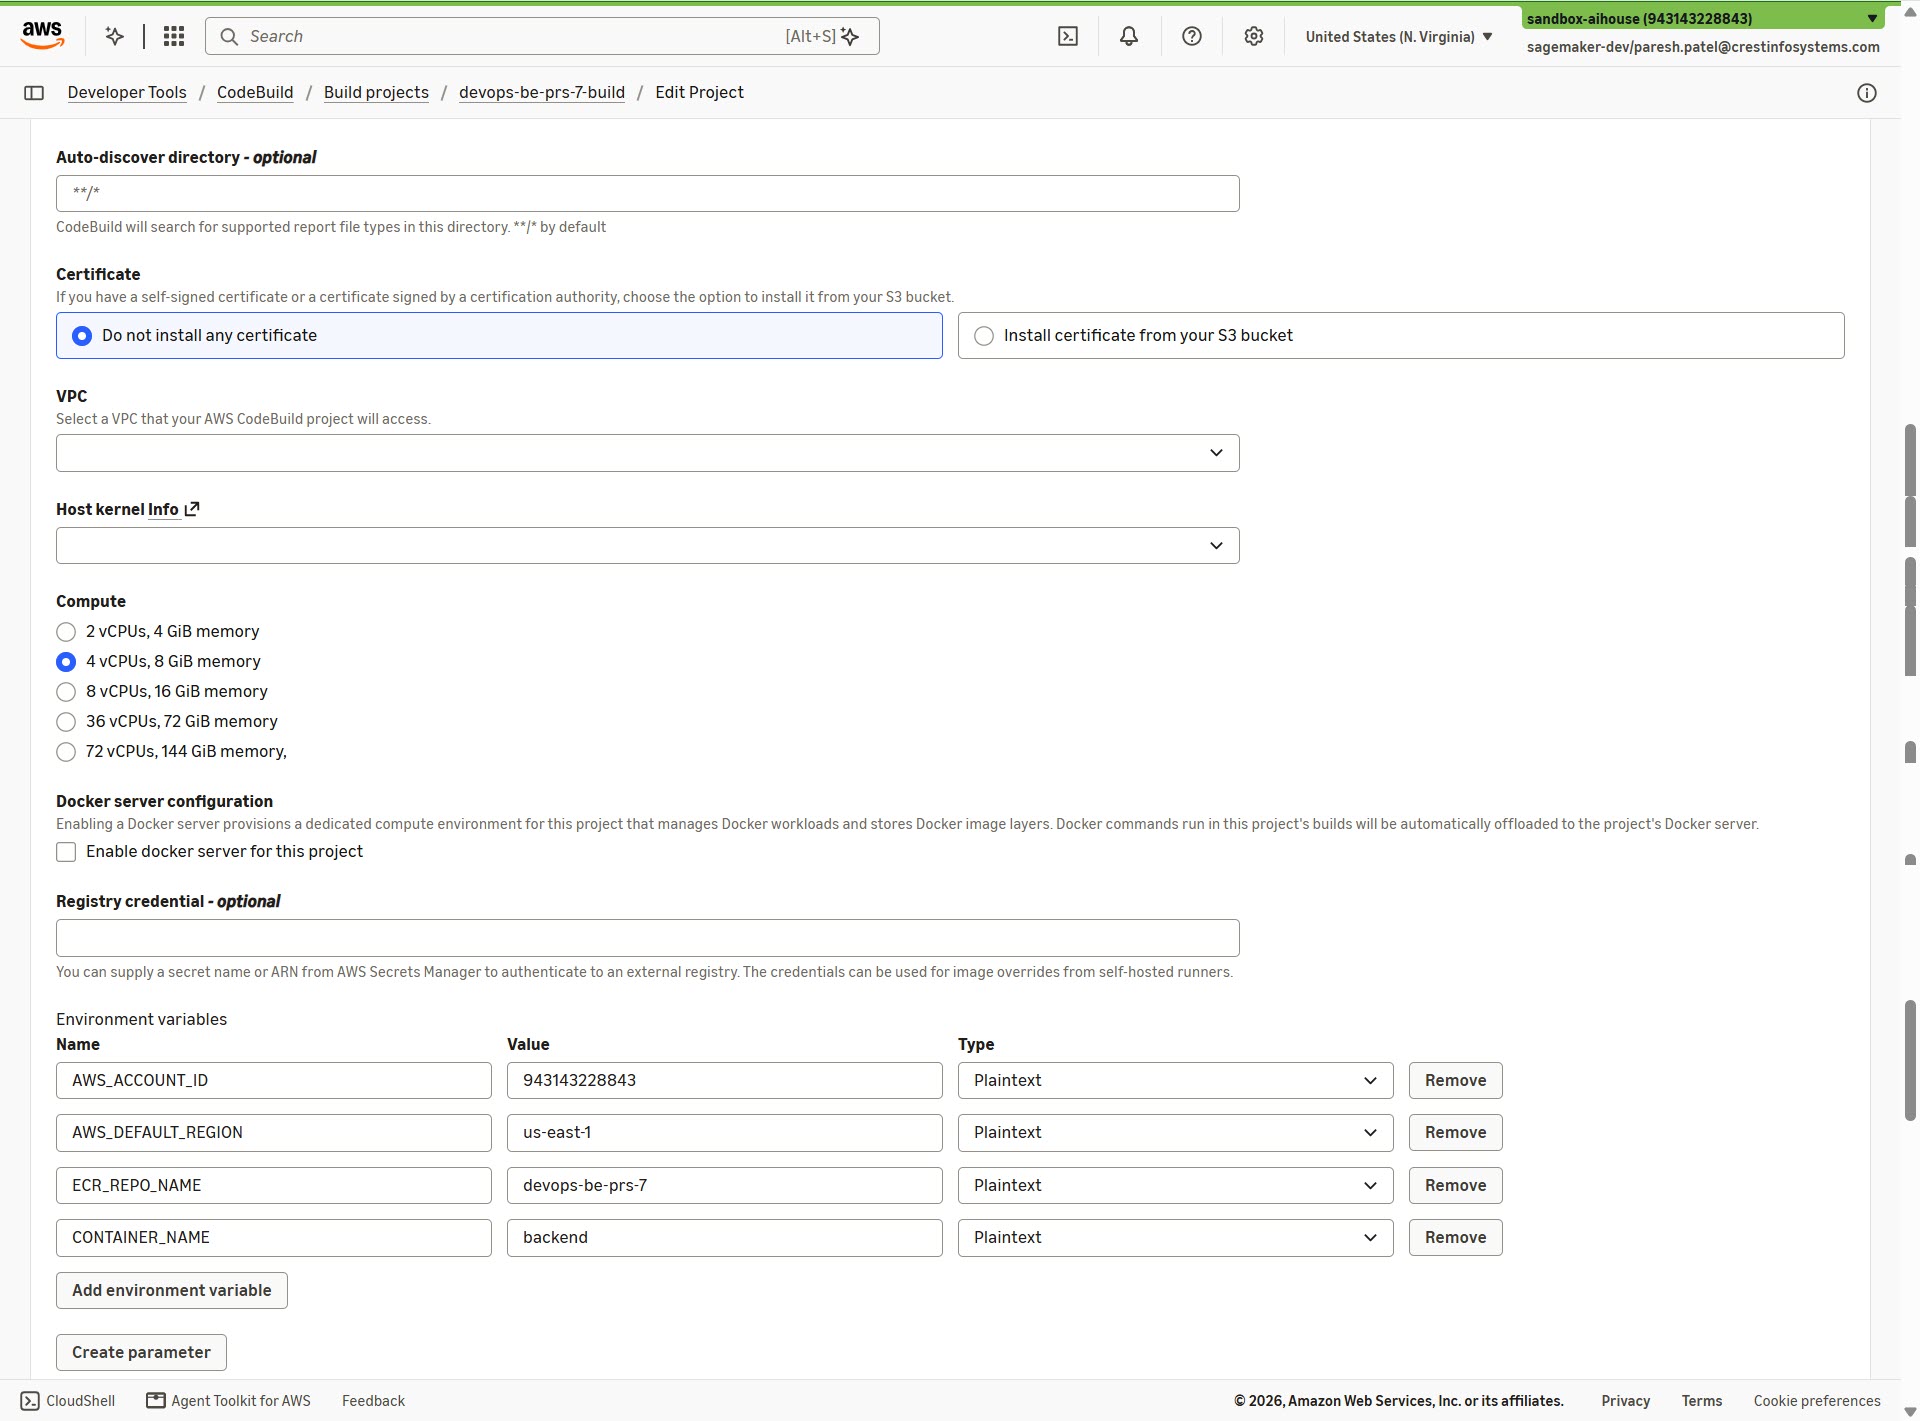 aws
Search [Alt+S]
United States (N. Virginia)
sandbox-aihouse (943143228843)
sagemaker-dev/paresh.patel@crestinfosystems.com
Developer Tools / CodeBuild / Build projects / devops-be-prs-7-build / Edit Project
Auto-discover directory - optional
**/*
CodeBuild will search for supported report file types in this directory. **/* by default
Certificate
If you have a self-signed certificate or a certificate signed by a certification authority, choose the option to install it from your S3 bucket.
Do not install any certificate
Install certificate from your S3 bucket
VPC
Select a VPC that your AWS CodeBuild project will access.
Host kernel Info
Compute
2 vCPUs, 4 GiB memory
4 vCPUs, 8 GiB memory
8 vCPUs, 16 GiB memory
36 vCPUs, 72 GiB memory
72 vCPUs, 144 GiB memory,
Docker server configuration
Enabling a Docker server provisions a dedicated compute environment for this project that manages Docker workloads and stores Docker image layers. Docker commands run in this project's builds will be automatically offloaded to the project's Docker server.
Enable docker server for this project
Registry credential - optional
You can supply a secret name or ARN from AWS Secrets Manager to authenticate to an external registry. The credentials can be used for image overrides from self-hosted runners.
Environment variables
Name Value Type
AWS_ACCOUNT_ID 943143228843 Plaintext Remove
AWS_DEFAULT_REGION us-east-1 Plaintext Remove
ECR_REPO_NAME devops-be-prs-7 Plaintext Remove
CONTAINER_NAME backend Plaintext Remove
Add environment variable
Create parameter
CloudShell Agent Toolkit for AWS Feedback © 2026, Amazon Web Services, Inc. or its affiliates. Privacy Terms Cookie preferences